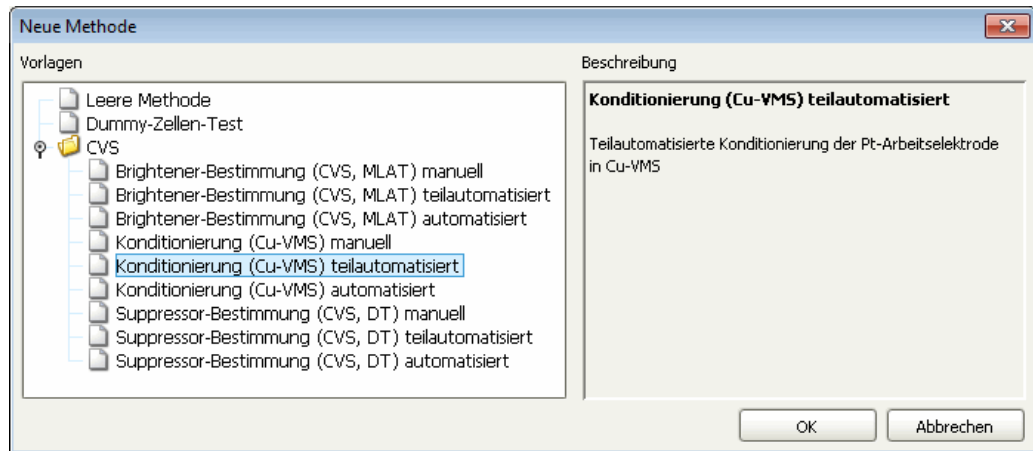 Neue Methode
Vorlagen
Leere Methode
Dummy-Zellen-Test
CVS
Brightener-Bestimmung (CVS, MLAT) manuell
Brightener-Bestimmung (CVS, MLAT) teilautomatisiert
Brightener-Bestimmung (CVS, MLAT) automatisiert
Konditionierung (Cu-VMS) manuell
Konditionierung (Cu-VMS) teilautomatisiert
Konditionierung (Cu-VMS) automatisiert
Suppressor-Bestimmung (CVS, DT) manuell
Suppressor-Bestimmung (CVS, DT) teilautomatisiert
Suppressor-Bestimmung (CVS, DT) automatisiert
Beschreibung
Konditionierung (Cu-VMS) teilautomatisiert
Teilautomatisierte Konditionierung der Pt-Arbeitselektrode
in Cu-VMS
OK
Abbrechen